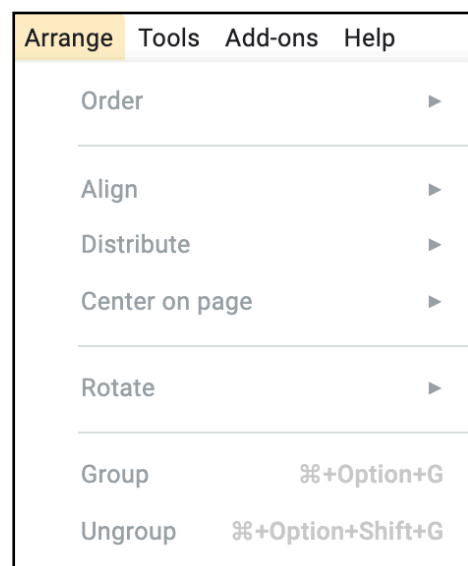 Arrange Tools Add-ons Help
Order ►
Align ►
Distribute ►
Center on page ►
Rotate ►
Group ⌘+Option+G
Ungroup ⌘+Option+Shift+G